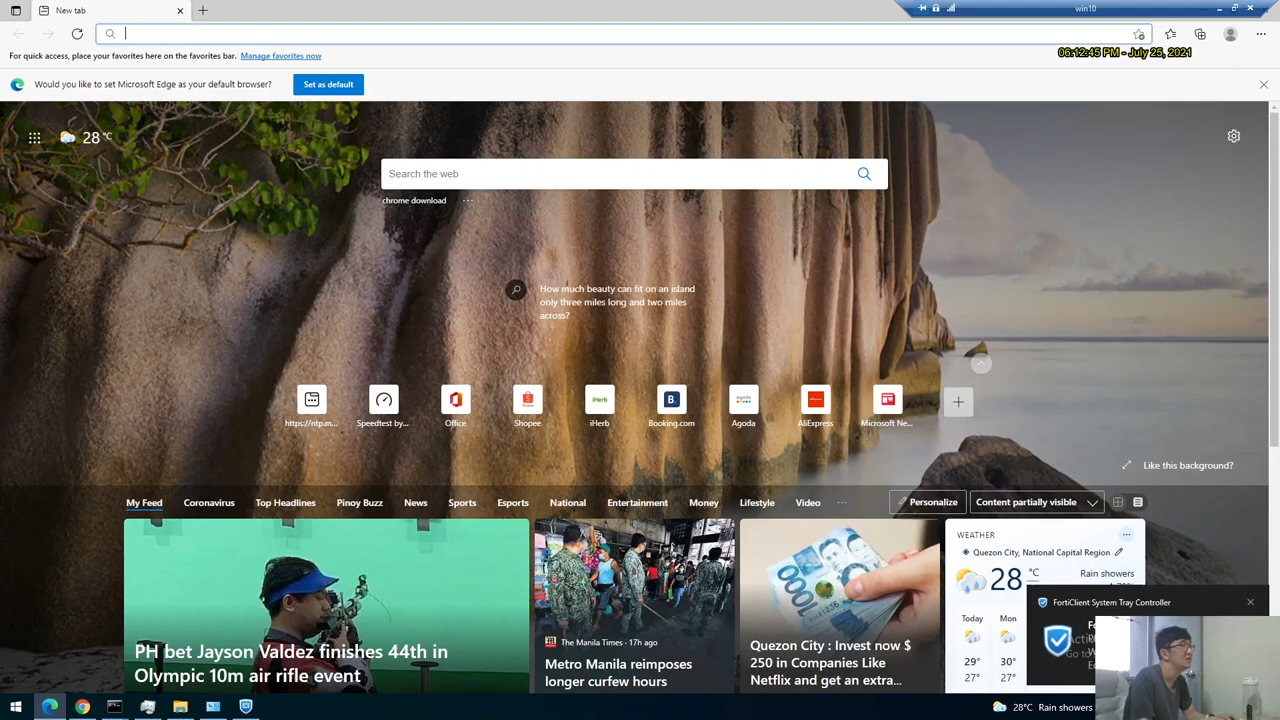 New tab
win10
06:12:45 PM - July 25, 2021
For quick access, place your favorites here on the favorites bar. Manage favorites now
Would you like to set Microsoft Edge as your default browser?
Set as default
28 °C
Search the web
chrome download
How much beauty can fit on an island
only three miles long and two miles
across?
https://ntp.m...
Speedtest by...
Office
Shopee
iHerb
Booking.com
Agoda
AliExpress
Microsoft Ne...
Like this background?
My Feed
Coronavirus
Top Headlines
Pinoy Buzz
News
Sports
Esports
National
Entertainment
Money
Lifestyle
Video
Personalize
Content partially visible
PH bet Jayson Valdez finishes 44th in
Olympic 10m air rifle event
The Manila Times · 17h ago
Metro Manila reimposes
longer curfew hours
Quezon City : Invest now $
250 in Companies Like
Netflix and get an extra...
WEATHER
Quezon City, National Capital Region
28 °C
Rain showers
Today
Mon
29°
30°
27°
27°
FortiClient System Tray Controller
28°C Rain showers